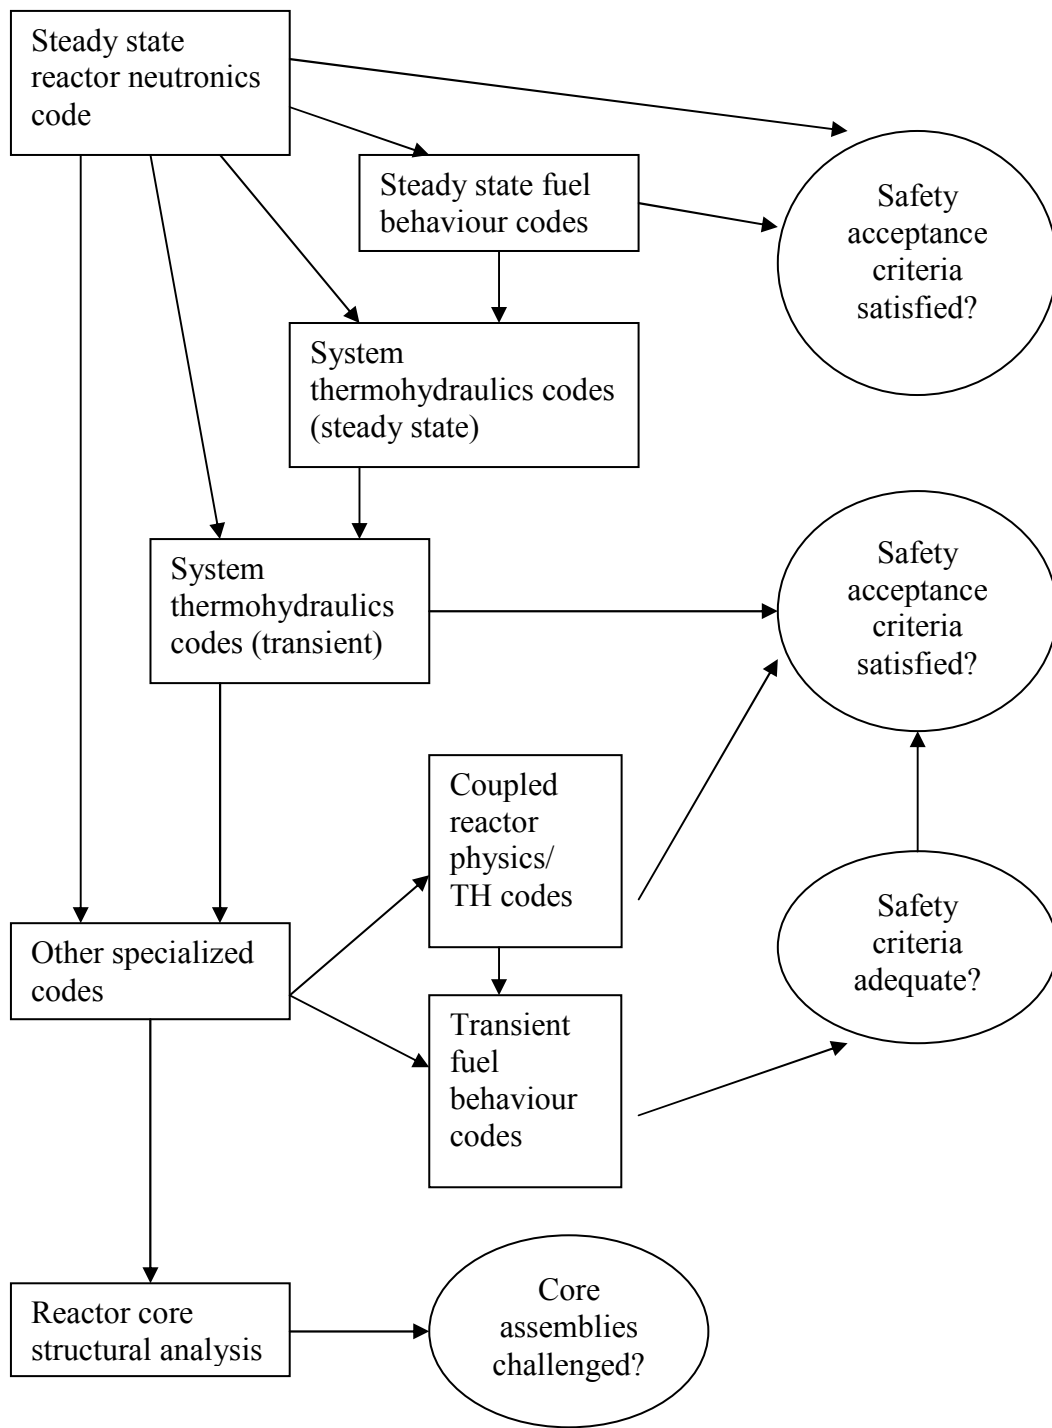 Steady state
reactor neutronics
code
Steady state fuel
behaviour codes
Safety
acceptance
criteria
satisfied?
System
thermohydraulics codes
(steady state)
System
thermohydraulics
codes (transient)
Safety
acceptance
criteria
satisfied?
Coupled
reactor
physics/
TH codes
Safety
criteria
adequate?
Other specialized
codes
Transient
fuel
behaviour
codes
Reactor core
structural analysis
Core
assemblies
challenged?